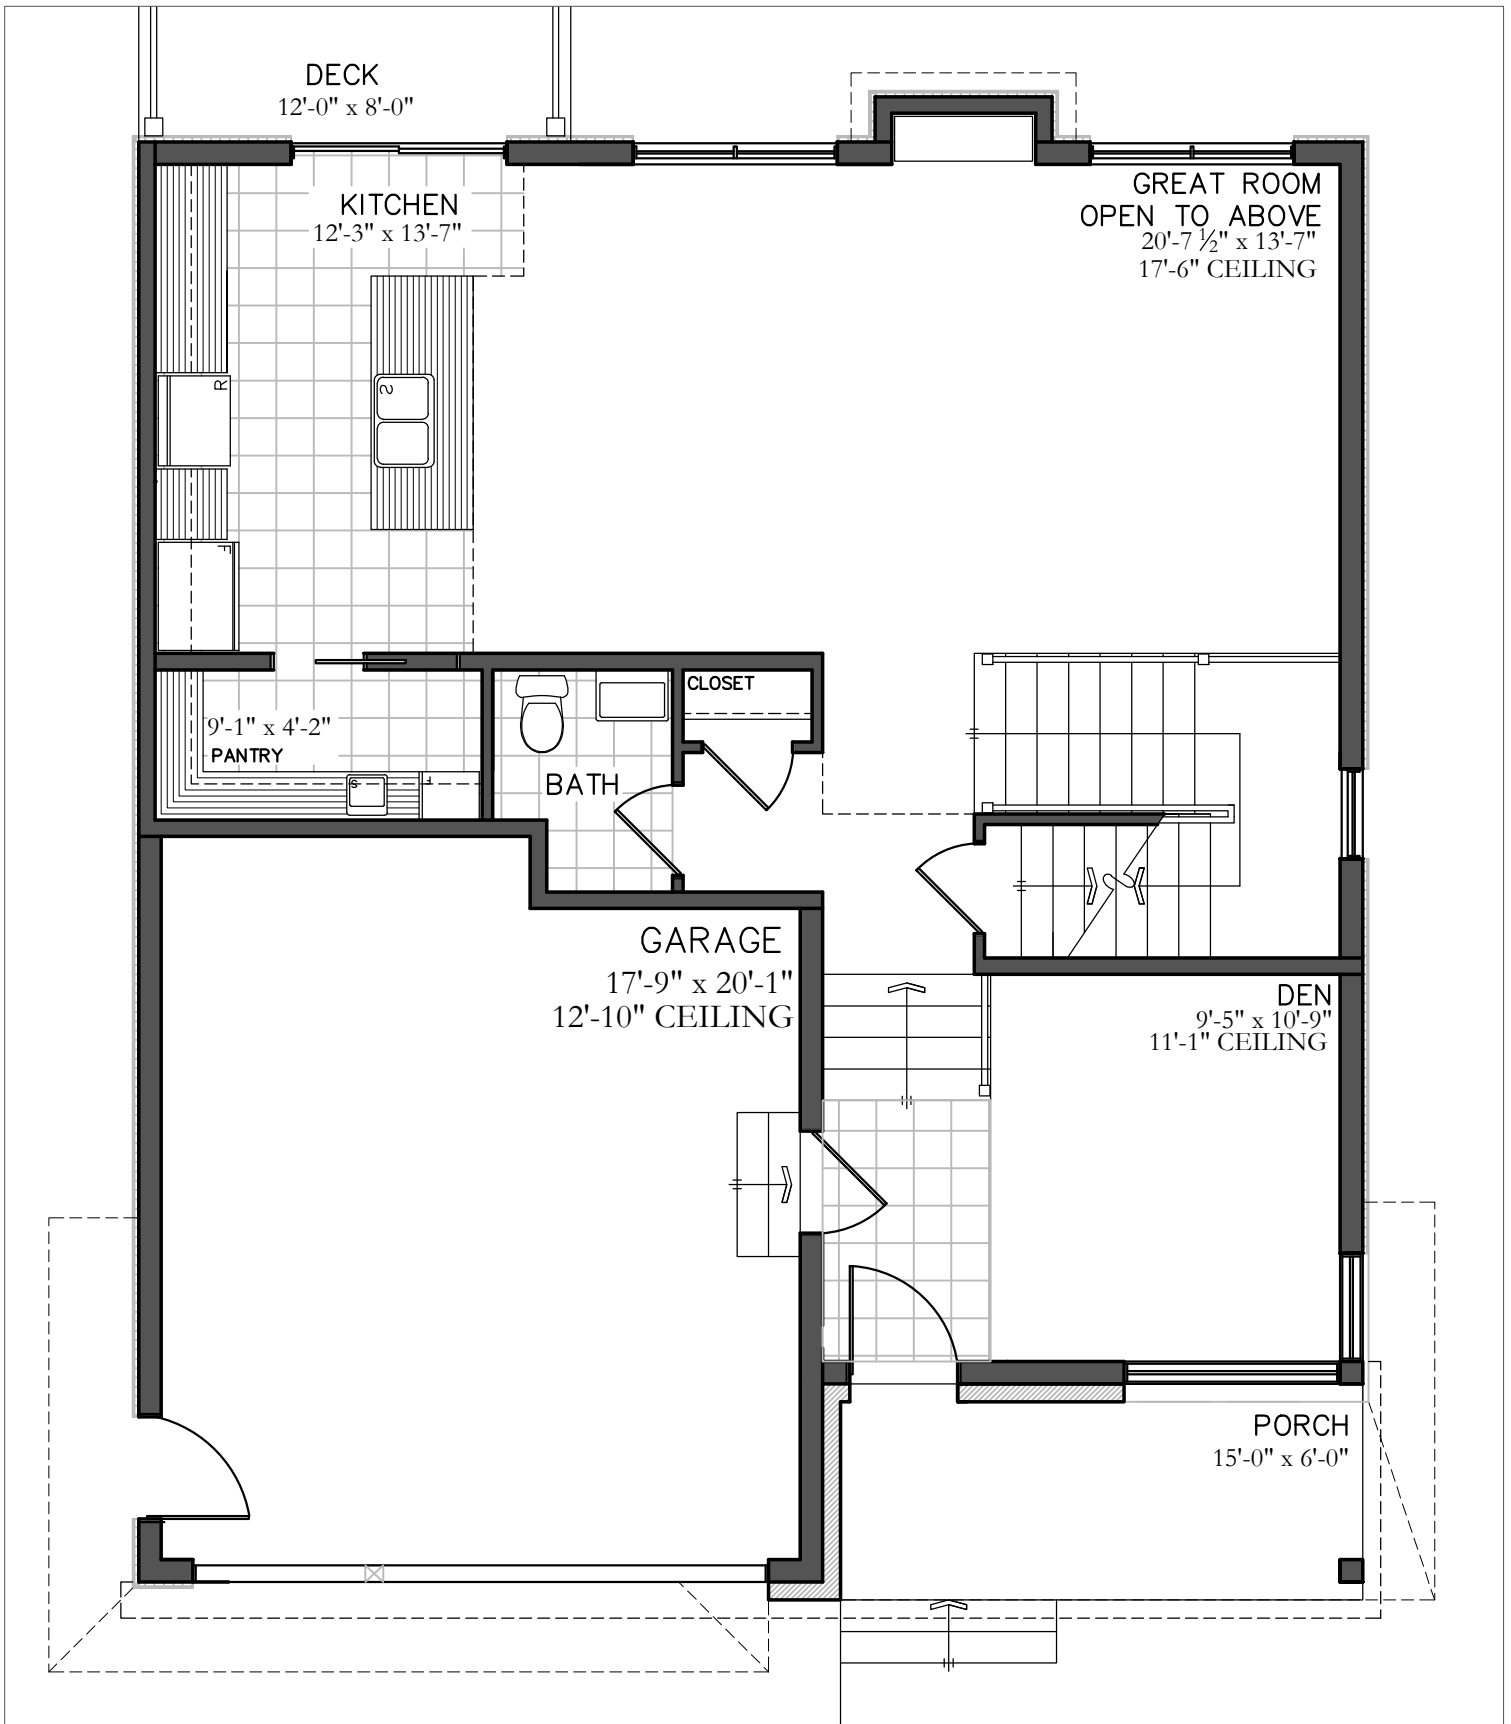 DECK
12'-0" x 8'-0"
KITCHEN
12'-3" x 13'-7"
GREAT ROOM
OPEN TO ABOVE
20'-7 ½" x 13'-7"
17'-6" CEILING
R
S
F
CLOSET
9'-1" x 4'-2"
PANTRY
S
F
BATH
GARAGE
17'-9" x 20'-1"
12'-10" CEILING
DEN
9'-5" x 10'-9"
11'-1" CEILING
PORCH
15'-0" x 6'-0"